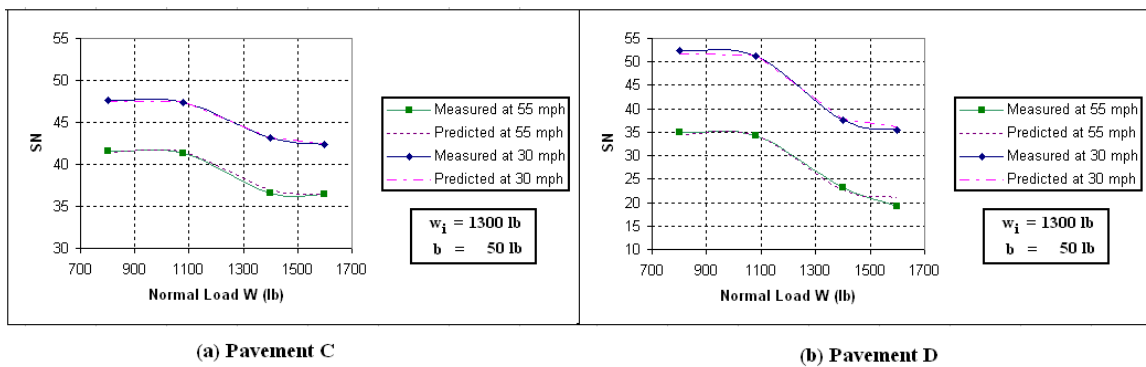 55
50
45
40
35
30
SN
700 900 1100 1300 1500 1700
Normal Load W (lb)
Measured at 55 mph
Predicted at 55 mph
Measured at 30 mph
Predicted at 30 mph
w_i = 1300 lb
b = 50 lb
(a) Pavement C
55
50
45
40
35
30
25
20
15
10
SN
700 900 1100 1300 1500 1700
Normal Load W (lb)
Measured at 55 mph
Predicted at 55 mph
Measured at 30 mph
Predicted at 30 mph
w_i = 1300 lb
b = 50 lb
(b) Pavement D